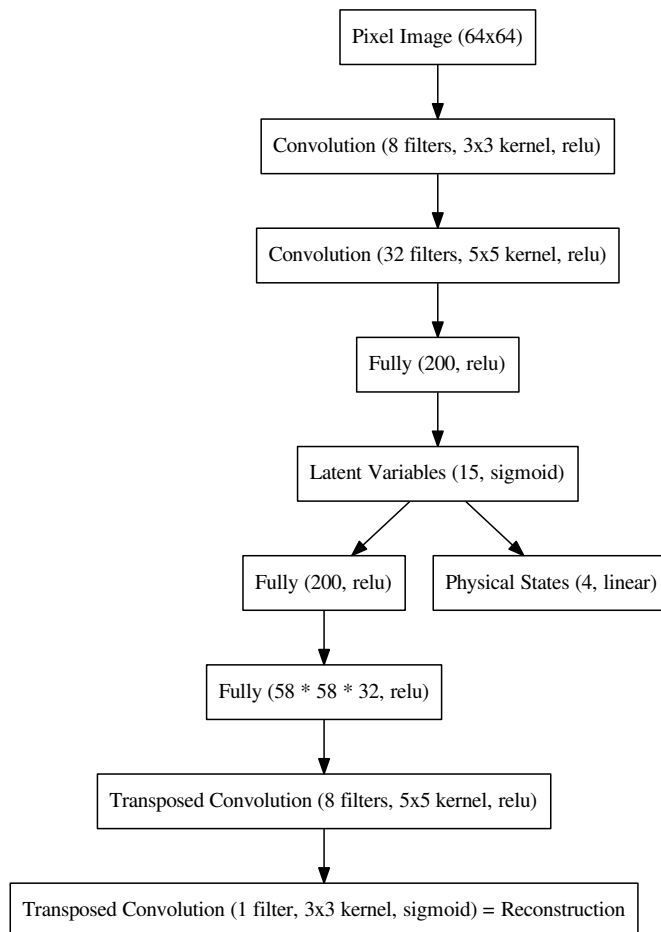 Pixel Image (64x64)
Convolution (8 filters, 3x3 kernel, relu)
Convolution (32 filters, 5x5 kernel, relu)
Fully (200, relu)
Latent Variables (15, sigmoid)
Fully (200, relu)
Physical States (4, linear)
Fully (58 * 58 * 32, relu)
Transposed Convolution (8 filters, 5x5 kernel, relu)
Transposed Convolution (1 filter, 3x3 kernel, sigmoid) = Reconstruction